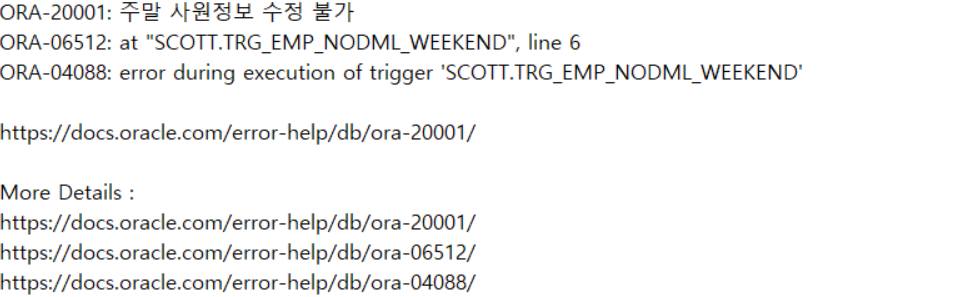 ORA-20001: 주말 사원정보 수정 불가
ORA-06512: at "SCOTT.TRG_EMP_NODML_WEEKEND", line 6
ORA-04088: error during execution of trigger 'SCOTT.TRG_EMP_NODML_WEEKEND'
https://docs.oracle.com/error-help/db/ora-20001/
More Details :
https://docs.oracle.com/error-help/db/ora-20001/
https://docs.oracle.com/error-help/db/ora-06512/
https://docs.oracle.com/error-help/db/ora-04088/